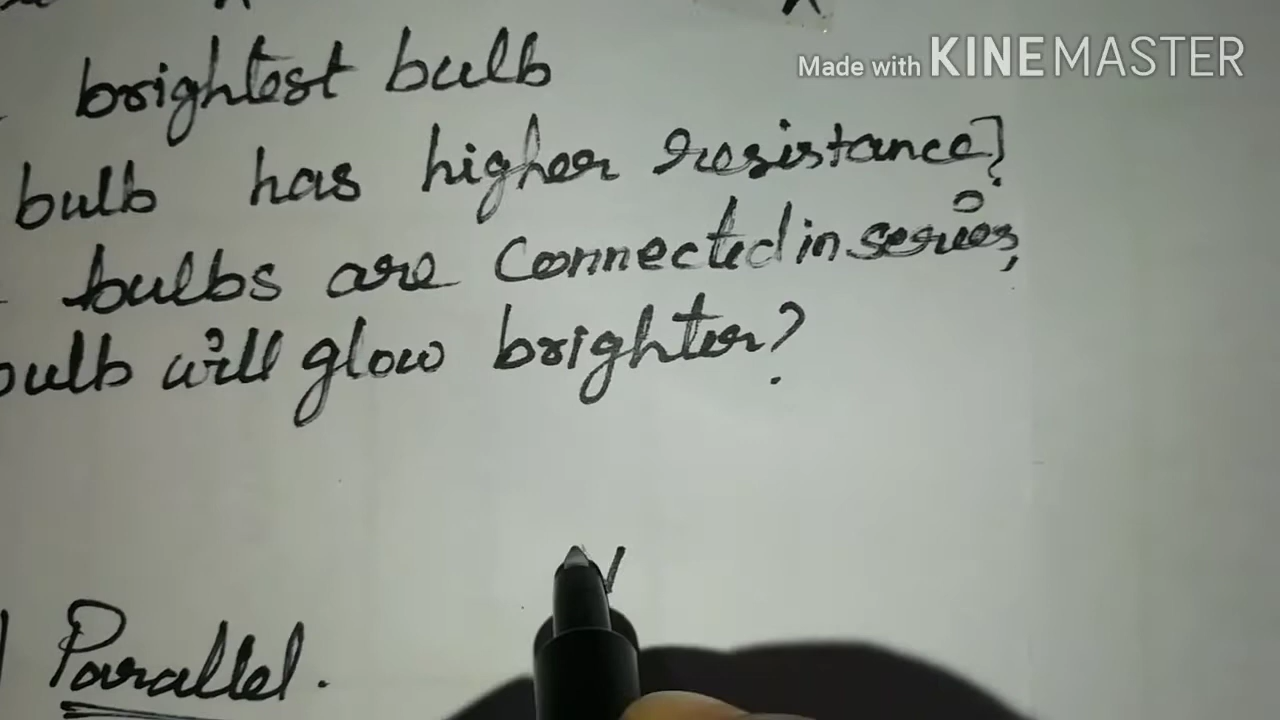 Made with KINEMASTER
brightest bulb
bulb has higher resistance?
bulbs are connected in series,
bulb will glow brighter?
Parallel.